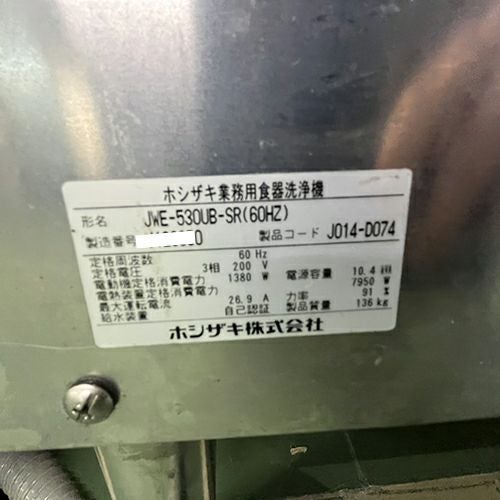 ホシザキ業務用食器洗浄機
形名 JWE-530UB-SR(60HZ)
製造番号 0 製品コード J014-D074
定格周波数 60 Hz
定格電圧 3相 200 V 電源容量 10.4
電動機定格消費電力 1380 W 7950 W
電熱装置定格消費電力 力率 91 %
最大運転電流 26.9 A 製品質量 136 kg
給水装置 自己認証
ホシザキ株式会社